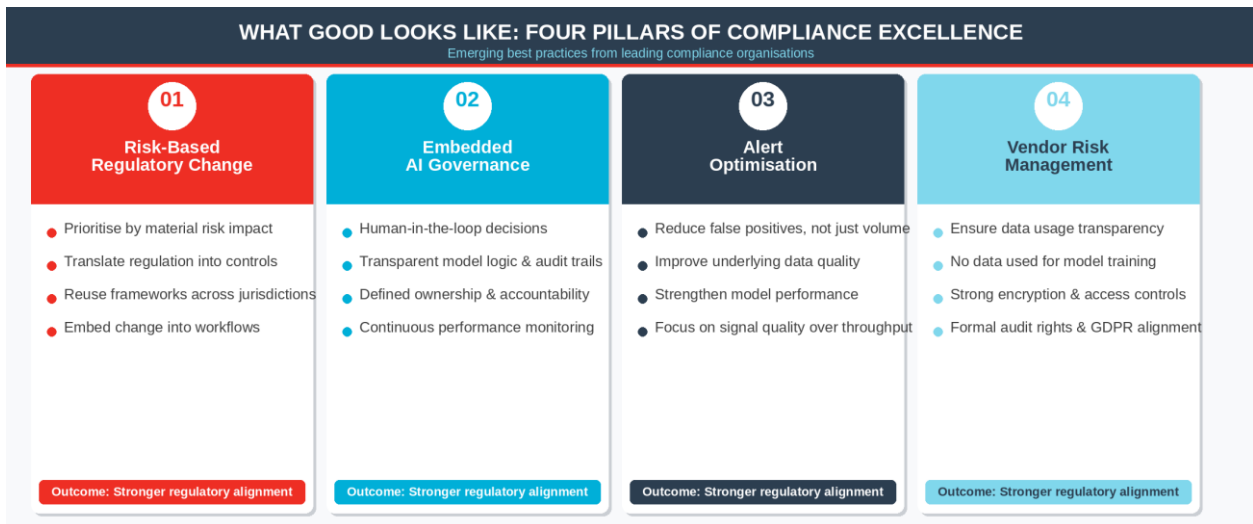 WHAT GOOD LOOKS LIKE: FOUR PILLARS OF COMPLIANCE EXCELLENCE
Emerging best practices from leading compliance organisations
01
Risk-Based
Regulatory Change
Prioritise by material risk impact
Translate regulation into controls
Reuse frameworks across jurisdictions
Embed change into workflows
Outcome: Stronger regulatory alignment
02
Embedded
AI Governance
Human-in-the-loop decisions
Transparent model logic & audit trails
Defined ownership & accountability
Continuous performance monitoring
Outcome: Stronger regulatory alignment
03
Alert
Optimisation
Reduce false positives, not just volume
Improve underlying data quality
Strengthen model performance
Focus on signal quality over throughput
Outcome: Stronger regulatory alignment
04
Vendor Risk
Management
Ensure data usage transparency
No data used for model training
Strong encryption & access controls
Formal audit rights & GDPR alignment
Outcome: Stronger regulatory alignment